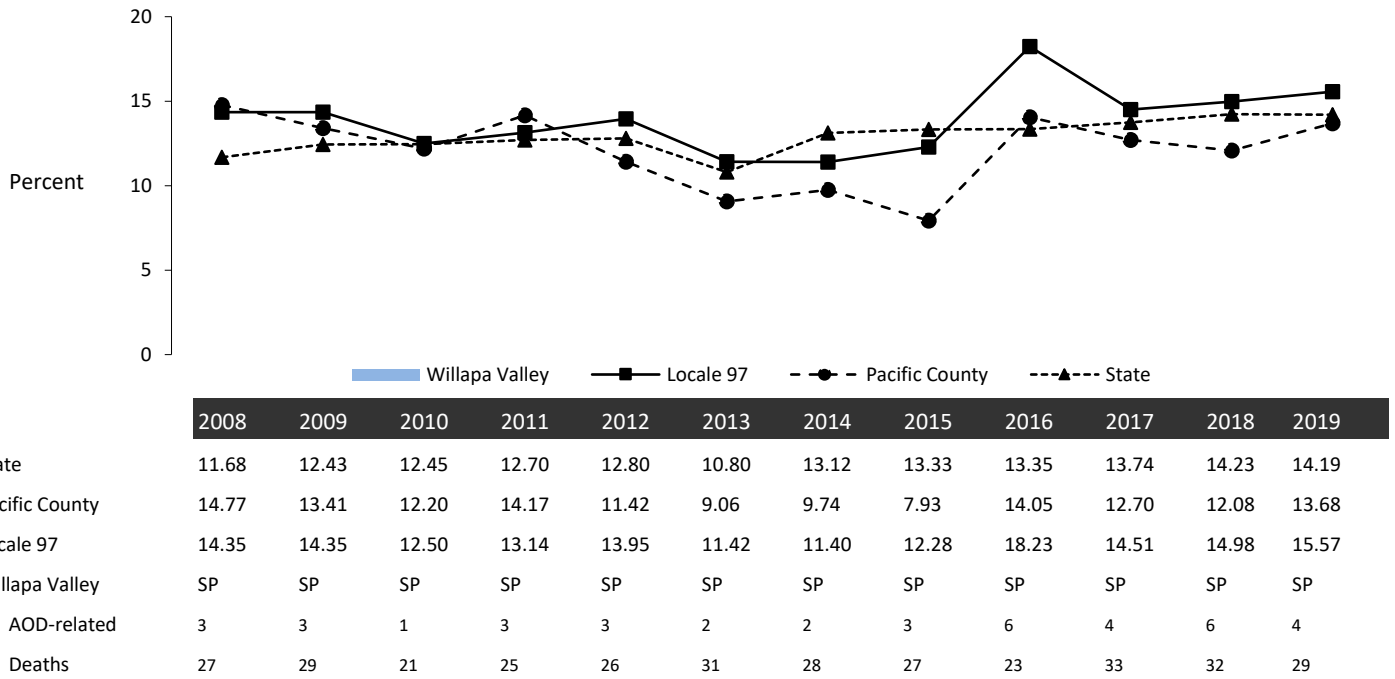 20
15
Percent
10
5
0
Willapa Valley Locale 97 Pacific County State
2008 2009 2010 2011 2012 2013 2014 2015 2016 2017 2018 2019
ate 11.68 12.43 12.45 12.70 12.80 10.80 13.12 13.33 13.35 13.74 14.23 14.19
cific County 14.77 13.41 12.20 14.17 11.42 9.06 9.74 7.93 14.05 12.70 12.08 13.68
cale 97 14.35 14.35 12.50 13.14 13.95 11.42 11.40 12.28 18.23 14.51 14.98 15.57
llapa Valley SP SP SP SP SP SP SP SP SP SP SP SP
AOD-related 3 3 1 3 3 2 2 3 6 4 6 4
Deaths 27 29 21 25 26 31 28 27 23 33 32 29